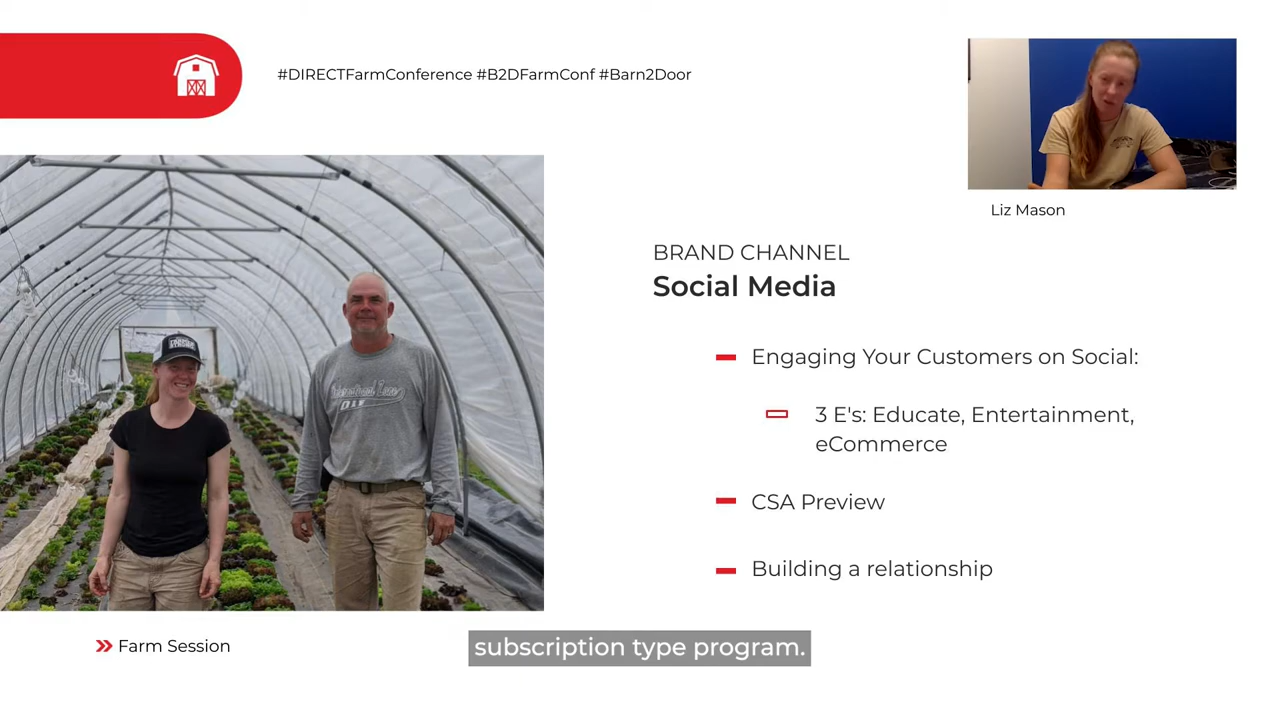 #DIRECTFarmConference #B2DFarmConf #Barn2Door
Liz Mason
BRAND CHANNEL
Social Media
Engaging Your Customers on Social:
3 E's: Educate, Entertainment,
eCommerce
CSA Preview
Building a relationship
Farm Session
subscription type program.